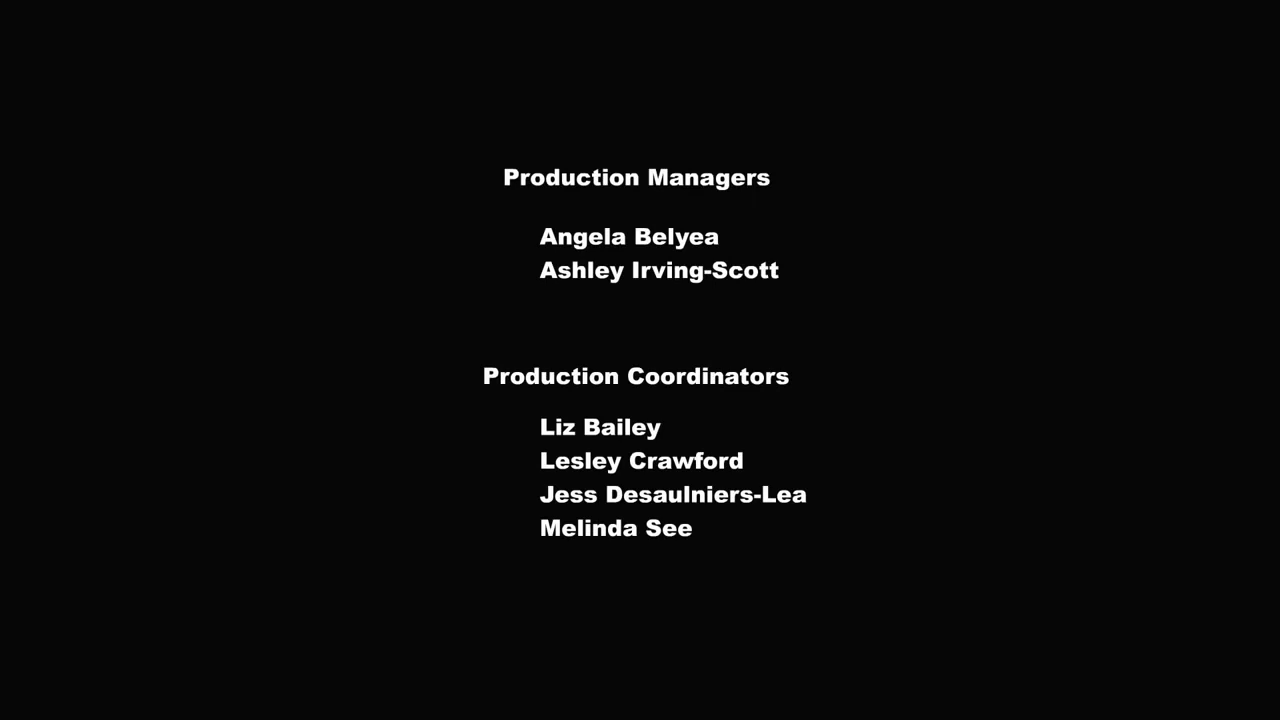 Production Managers
Angela Belyea
Ashley Irving-Scott
Production Coordinators
Liz Bailey
Lesley Crawford
Jess Desaulniers-Lea
Melinda See